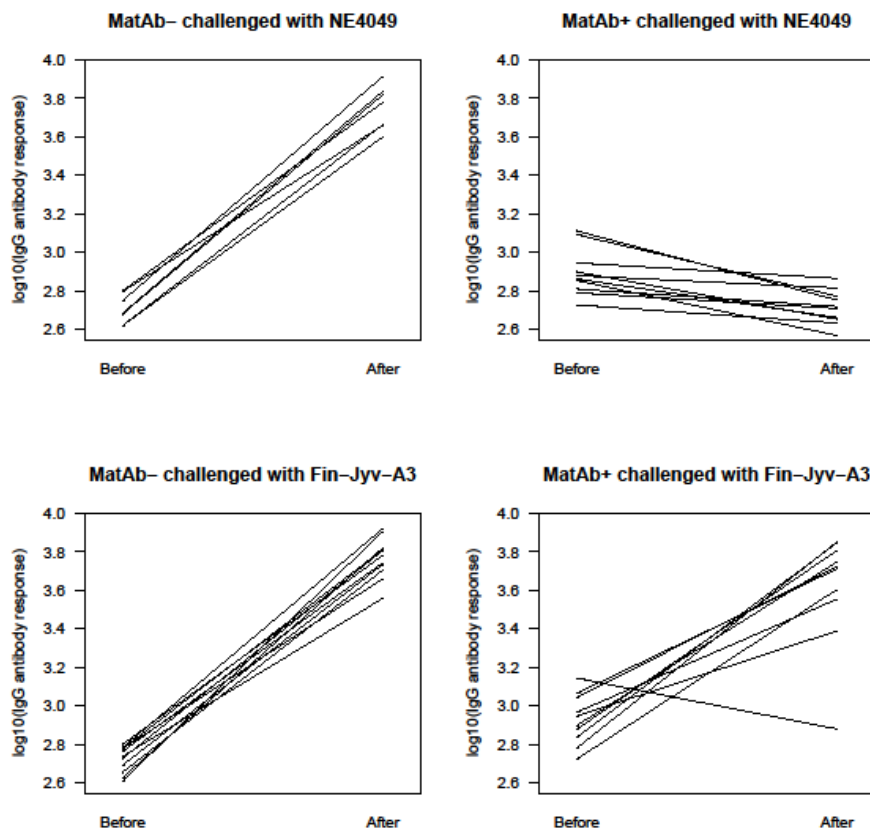 MatAb− challenged with NE4049
log10(IgG antibody response)
4.0
3.8
3.6
3.4
3.2
3.0
2.8
2.6
Before After
MatAb+ challenged with NE4049
log10(IgG antibody response)
4.0
3.8
3.6
3.4
3.2
3.0
2.8
2.6
Before After
MatAb− challenged with Fin−Jyv−A3
log10(IgG antibody response)
4.0
3.8
3.6
3.4
3.2
3.0
2.8
2.6
Before After
MatAb+ challenged with Fin−Jyv−A3
log10(IgG antibody response)
4.0
3.8
3.6
3.4
3.2
3.0
2.8
2.6
Before After